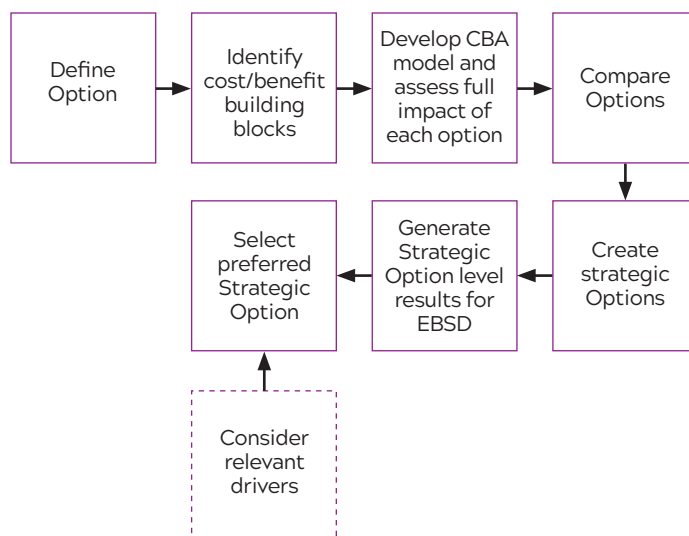 Define
Option
Identify
cost/benefit
building
blocks
Develop CBA
model and
assess full
impact of
each option
Compare
Options
Select
preferred
Strategic
Option
Generate
Strategic
Option level
results for
EBSD
Create
strategic
Options
Consider
relevant
drivers